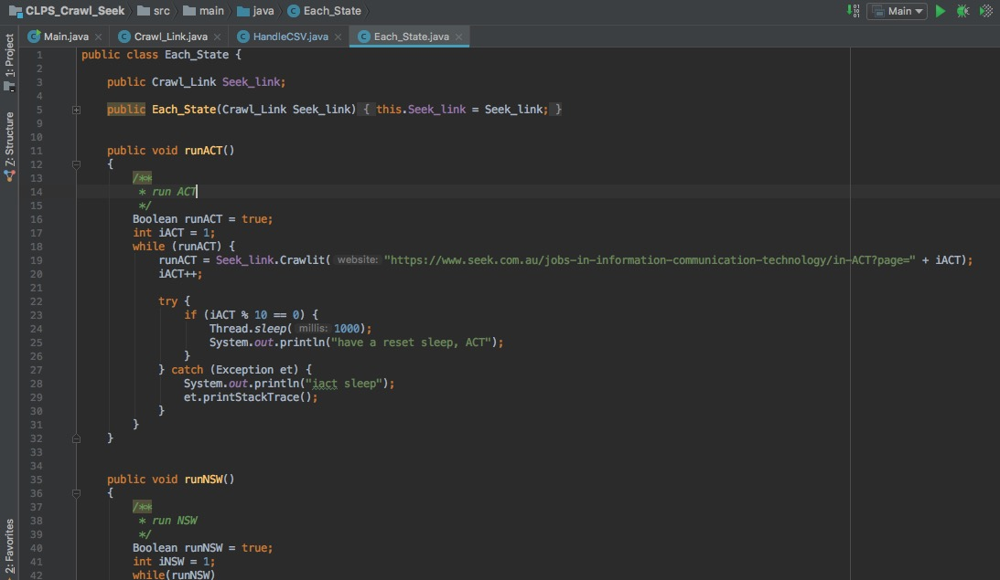 CLPS_Crawl_Seek src main java Each_State Main
Main.java Crawl_Link.java HandleCSV.java Each_State.java
1: Project
7: Structure
2: Favorites
1 public class Each_State {
2
3 public Crawl_Link Seek_link;
4
5 public Each_State(Crawl_Link Seek_link) { this.Seek_link = Seek_link; }
9
10
11 public void runACT()
12 {
13 /**
14 * run ACT
15 */
16 Boolean runACT = true;
17 int iACT = 1;
18 while (runACT) {
19 runACT = Seek_link.Crawlit( website: "https://www.seek.com.au/jobs-in-information-communication-technology/in-ACT?page=" + iACT);
20 iACT++;
21
22 try {
23 if (iACT % 10 == 0) {
24 Thread.sleep( millis: 1000);
25 System.out.println("have a reset sleep, ACT");
26 }
27 } catch (Exception et) {
28 System.out.println("iact sleep");
29 et.printStackTrace();
30 }
31 }
32 }
33
34
35 public void runNSW()
36 {
37 /**
38 * run NSW
39 */
40 Boolean runNSW = true;
41 int iNSW = 1;
42 while(runNSW)